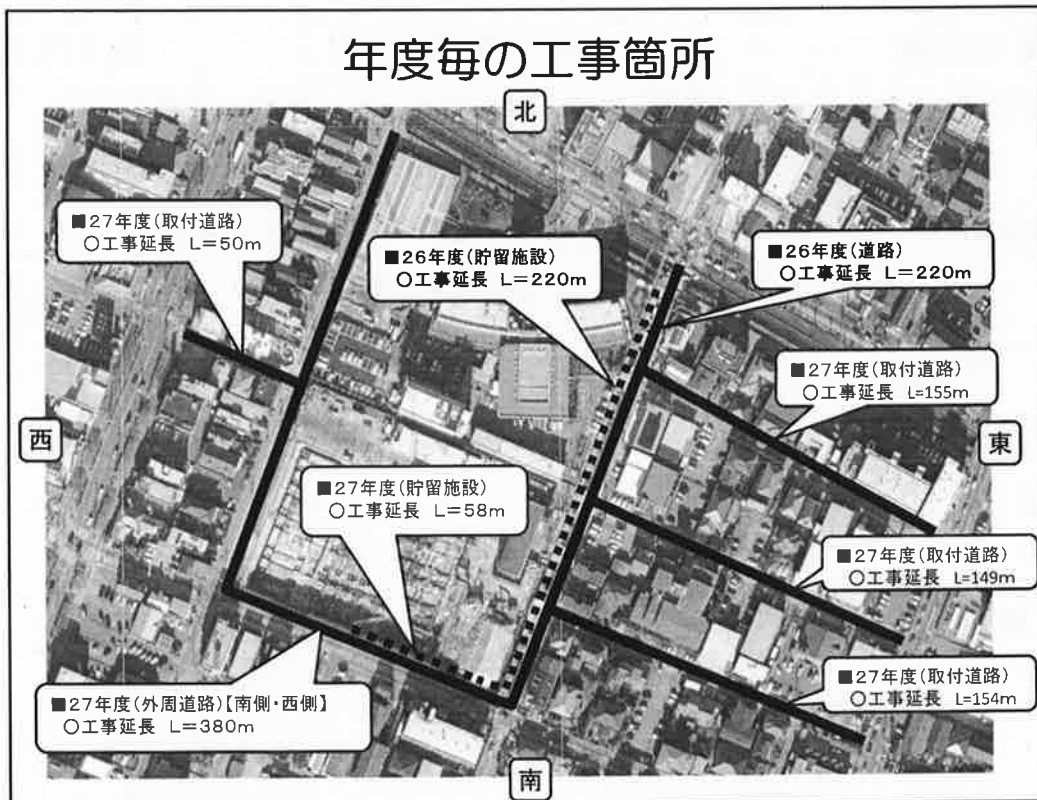 年度毎の工事箇所
北
■27年度(取付道路)
○工事延長 L=50m
■26年度(貯留施設)
○工事延長 L=220m
■26年度(道路)
○工事延長 L=220m
■27年度(取付道路)
○工事延長 L=155m
西
東
■27年度(貯留施設)
○工事延長 L=58m
■27年度(取付道路)
○工事延長 L=149m
■27年度(取付道路)
○工事延長 L=154m
■27年度(外周道路)【南側・西側】
○工事延長 L=380m
南